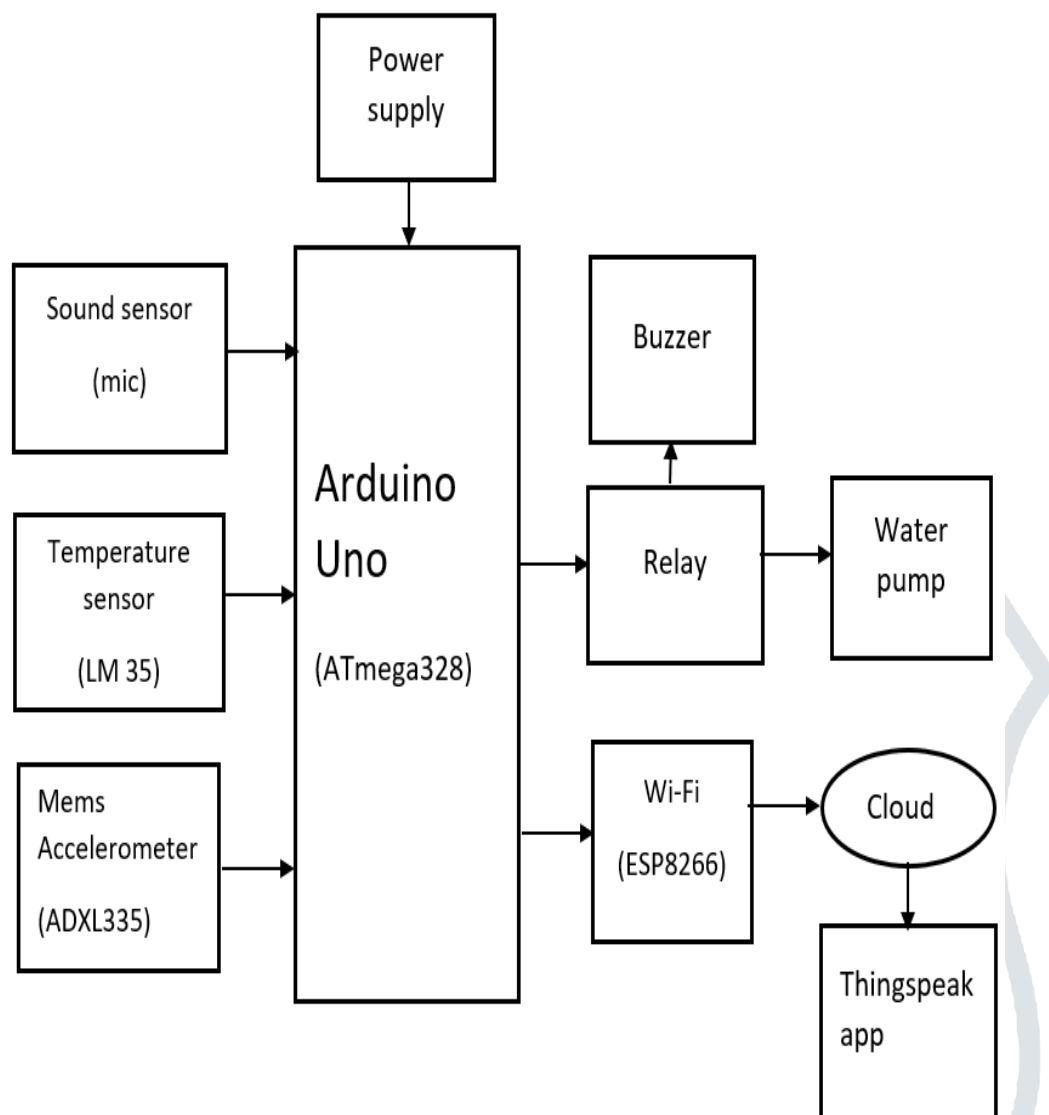 Power
supply
Sound sensor
(mic)
Temperature
sensor
(LM 35)
Mems
Accelerometer
(ADXL335)
Arduino
Uno
(ATmega328)
Buzzer
Relay
Water
pump
Wi-Fi
(ESP8266)
Cloud
Thingspeak
app